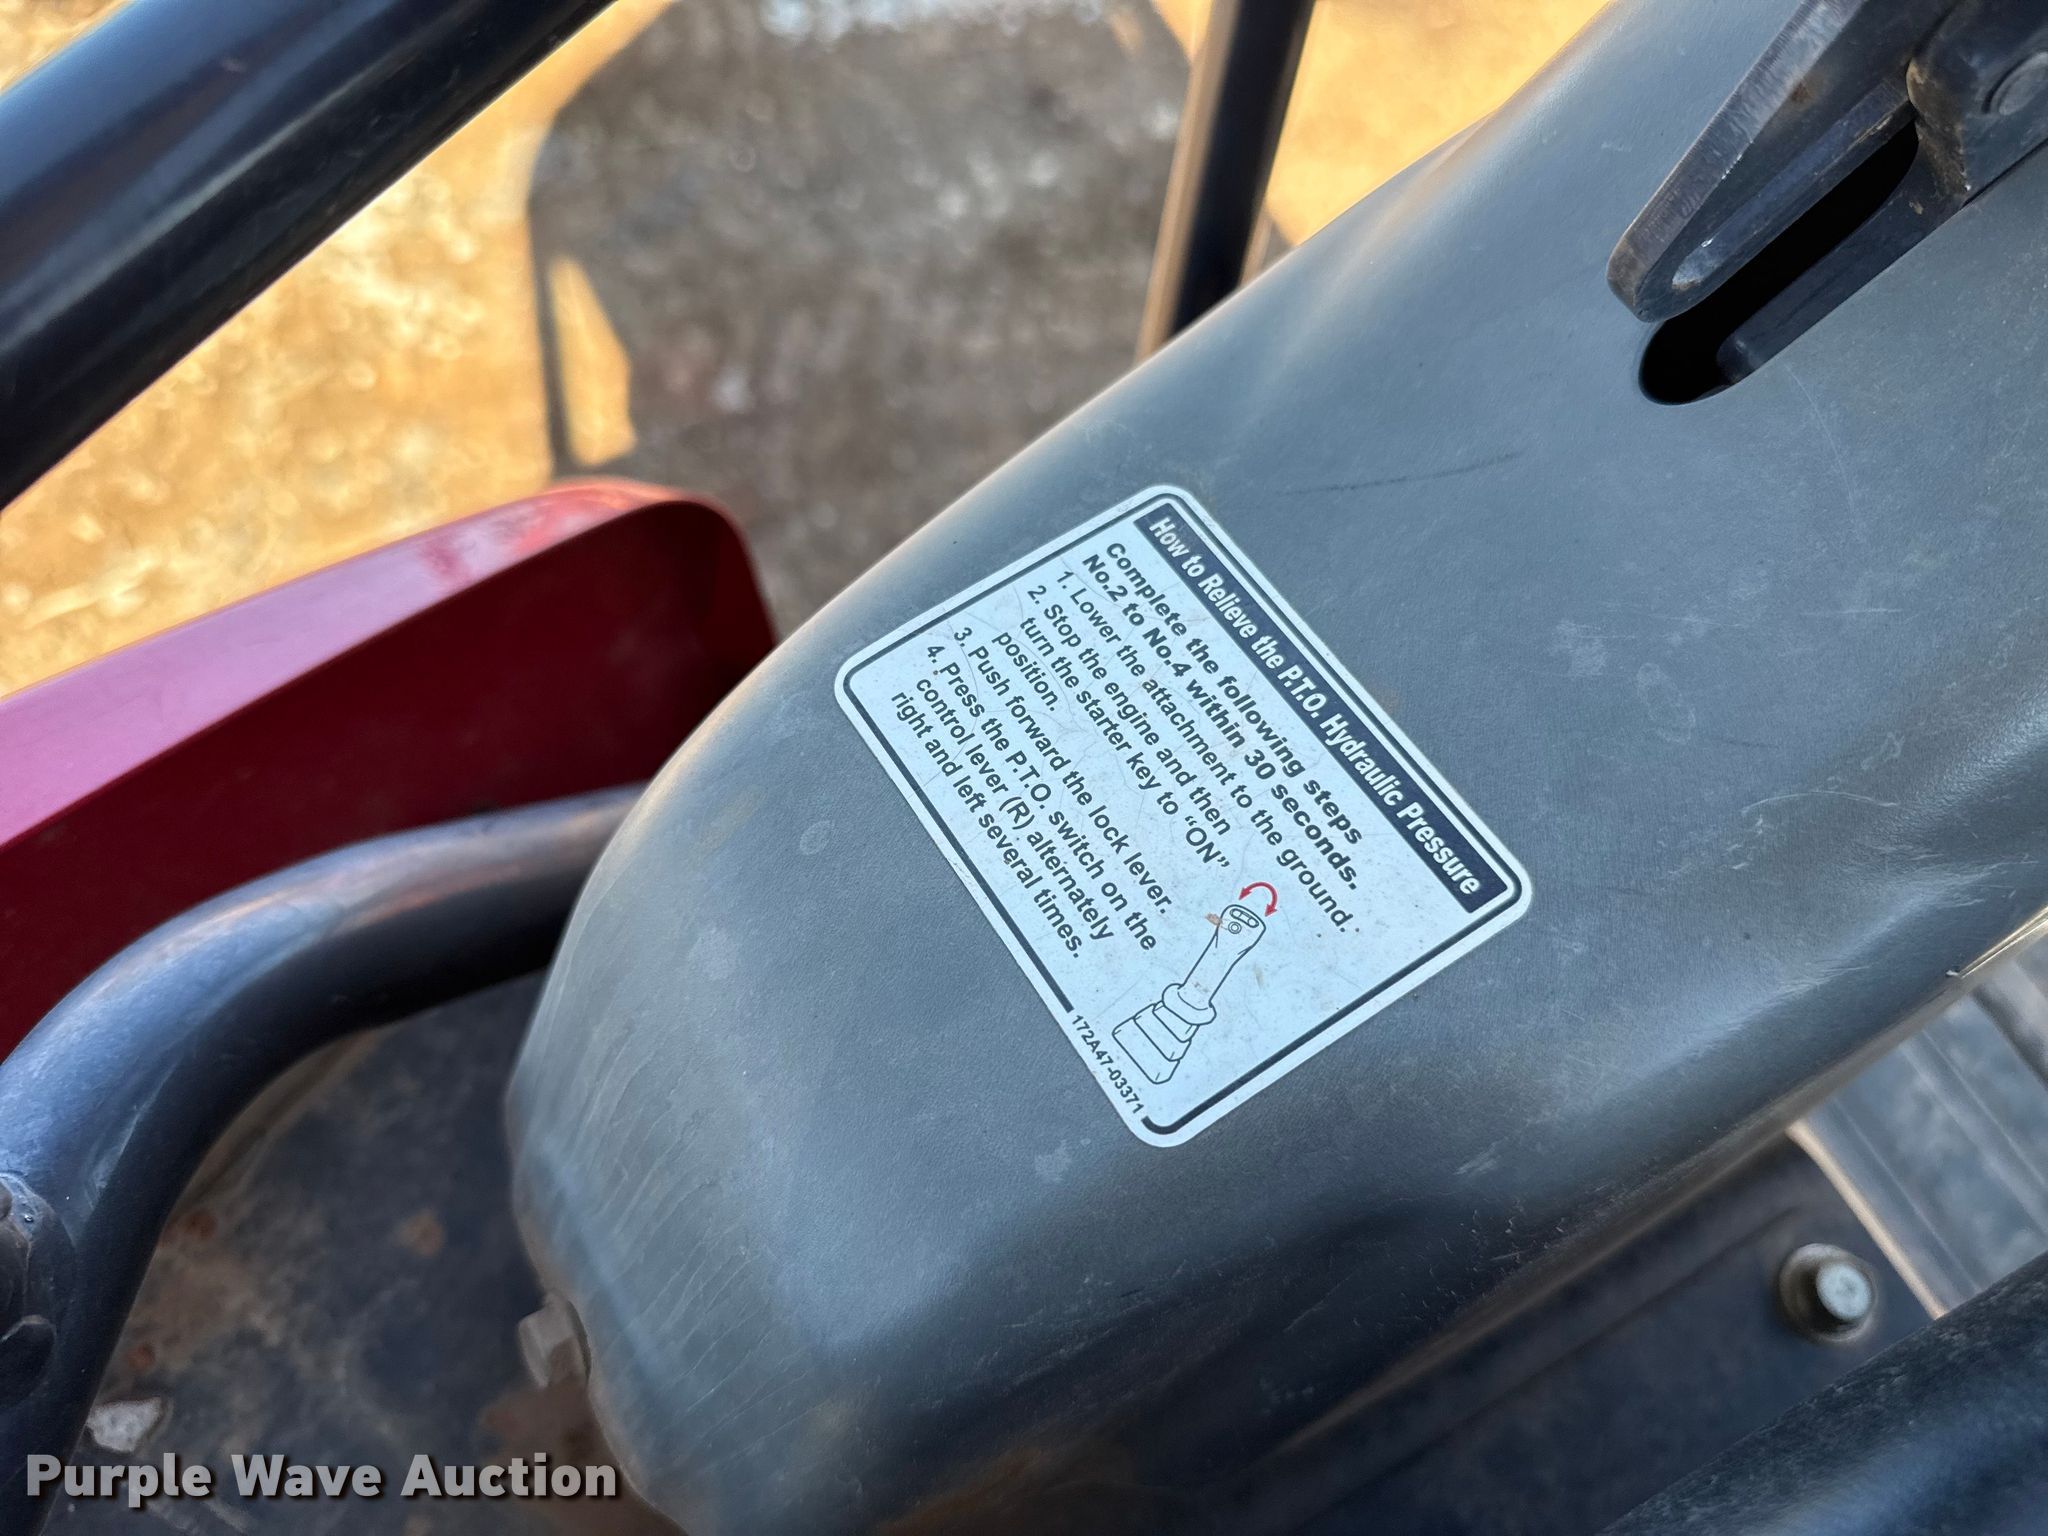 How to Relieve the P.T.O. Hydraulic Pressure
Complete the following steps
No.2 to No.4 within 30 seconds.
1. Lower the attachment to the ground.
2. Stop the engine and then
turn the starter key to “ON”
position.
3. Push forward the lock lever.
4. Press the P.T.O. switch on the
control lever (R) alternately
right and left several times.
172A47-03371
Purple Wave Auction